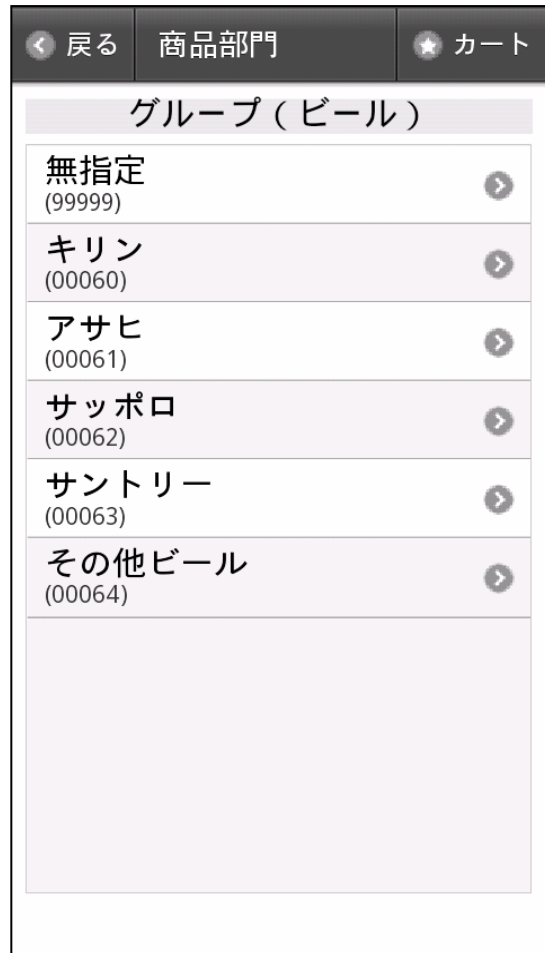 戻る 商品部門 カート
グループ(ビール)
無指定
(99999)
キリン
(00060)
アサヒ
(00061)
サッポロ
(00062)
サントリー
(00063)
その他ビール
(00064)